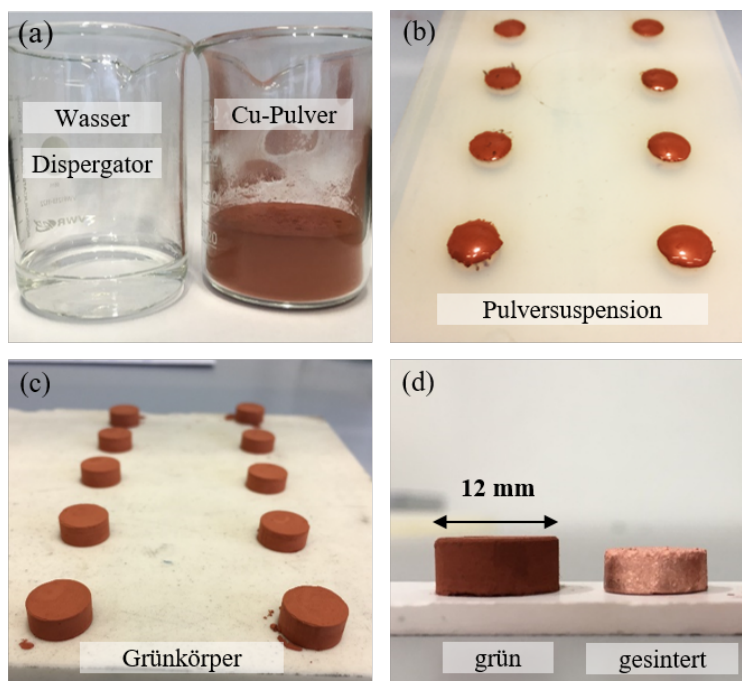 (a)
Wasser
Cu-Pulver
Dispergator
(b)
Pulversuspension
(c)
Grünkörper
(d)
12 mm
grün
gesintert